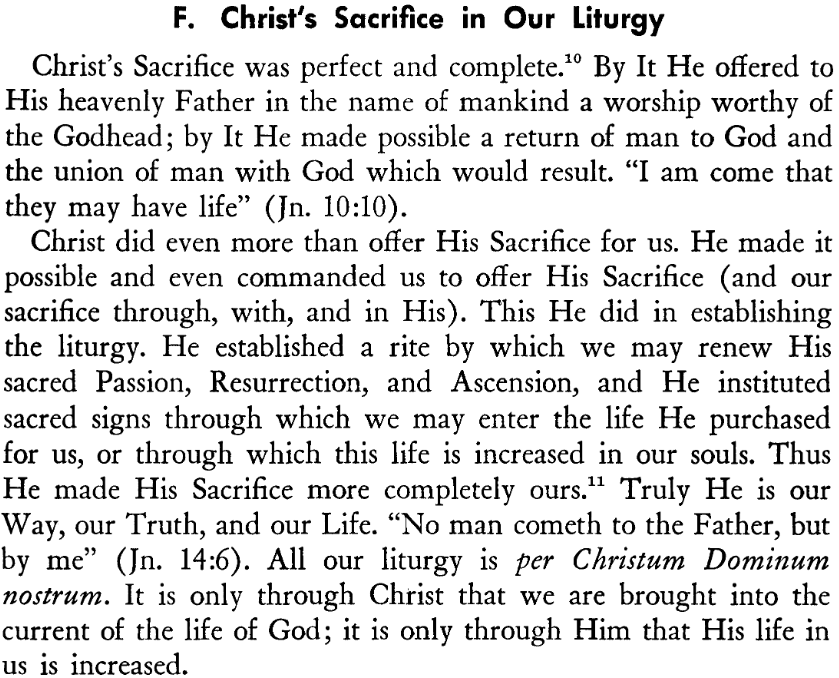 F. Christ's Sacrifice in Our Liturgy
Christ's Sacrifice was perfect and complete.¹⁰ By It He offered to
His heavenly Father in the name of mankind a worship worthy of
the Godhead; by It He made possible a return of man to God and
the union of man with God which would result. “I am come that
they may have life” (Jn. 10:10).
Christ did even more than offer His Sacrifice for us. He made it
possible and even commanded us to offer His Sacrifice (and our
sacrifice through, with, and in His). This He did in establishing
the liturgy. He established a rite by which we may renew His
sacred Passion, Resurrection, and Ascension, and He instituted
sacred signs through which we may enter the life He purchased
for us, or through which this life is increased in our souls. Thus
He made His Sacrifice more completely ours.¹¹ Truly He is our
Way, our Truth, and our Life. “No man cometh to the Father, but
by me” (Jn. 14:6). All our liturgy is per Christum Dominum
nostrum. It is only through Christ that we are brought into the
current of the life of God; it is only through Him that His life in
us is increased.